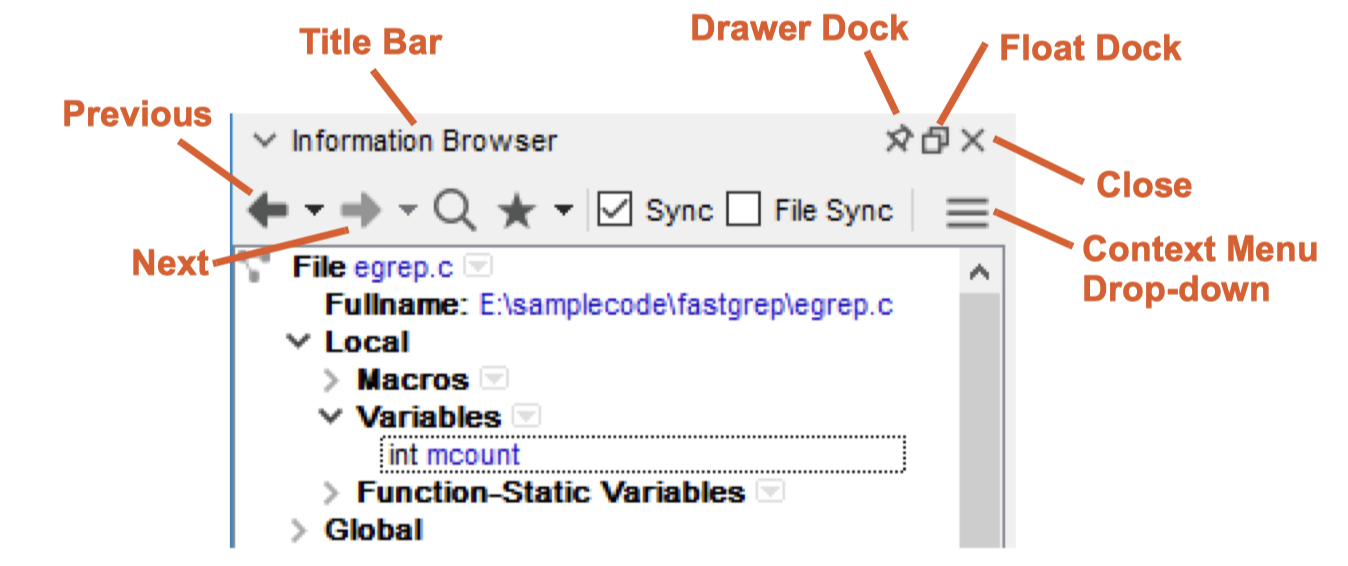 Title Bar
Drawer Dock
Float Dock
Previous
Information Browser
Close
Sync
File Sync
Next
Context Menu
Drop-down
File egrep.c
Fullname: E:\samplecode\fastgrep\egrep.c
Local
Macros
Variables
int mcount
Function-Static Variables
Global